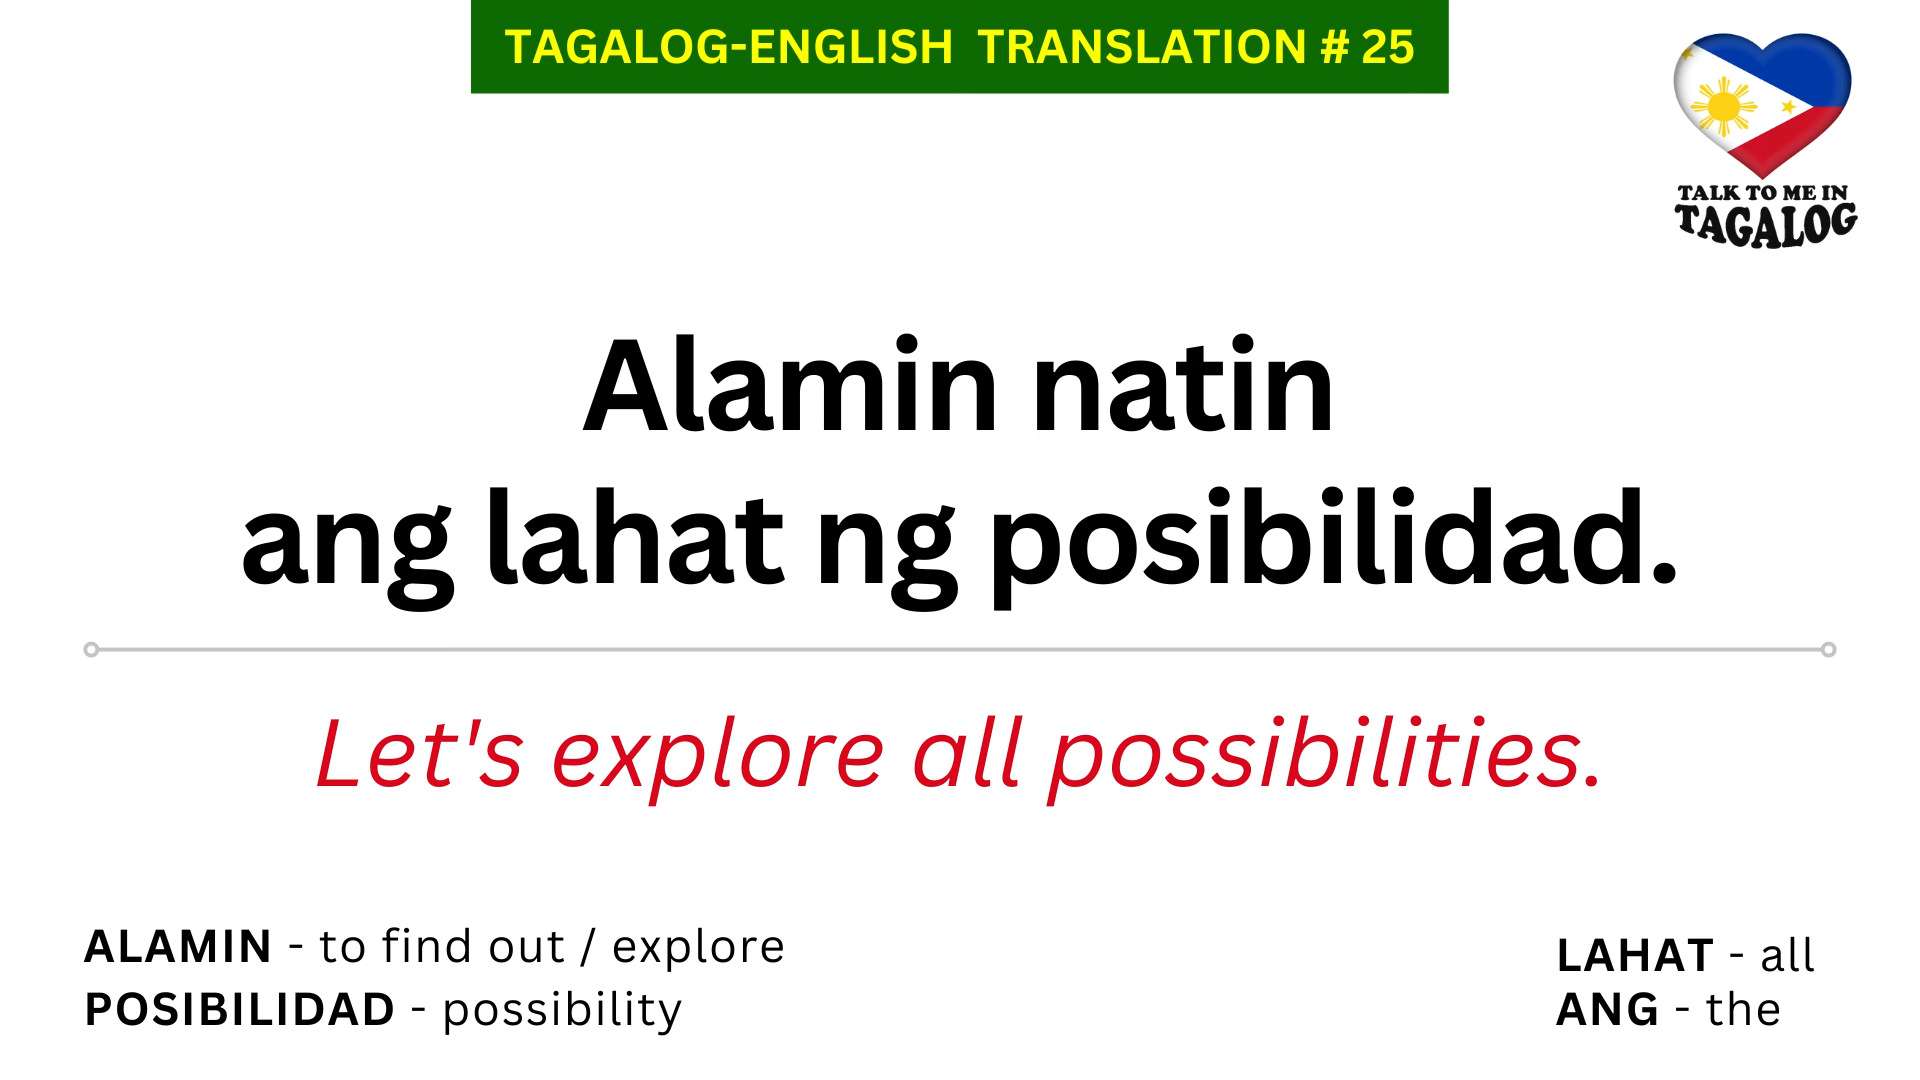 TAGALOG-ENGLISH TRANSLATION # 25
TALK TO ME IN
TAGALOG
Alamin natin
ang lahat ng posibilidad.
Let's explore all possibilities.
ALAMIN - to find out / explore
POSIBILIDAD - possibility
LAHAT - all
ANG - the